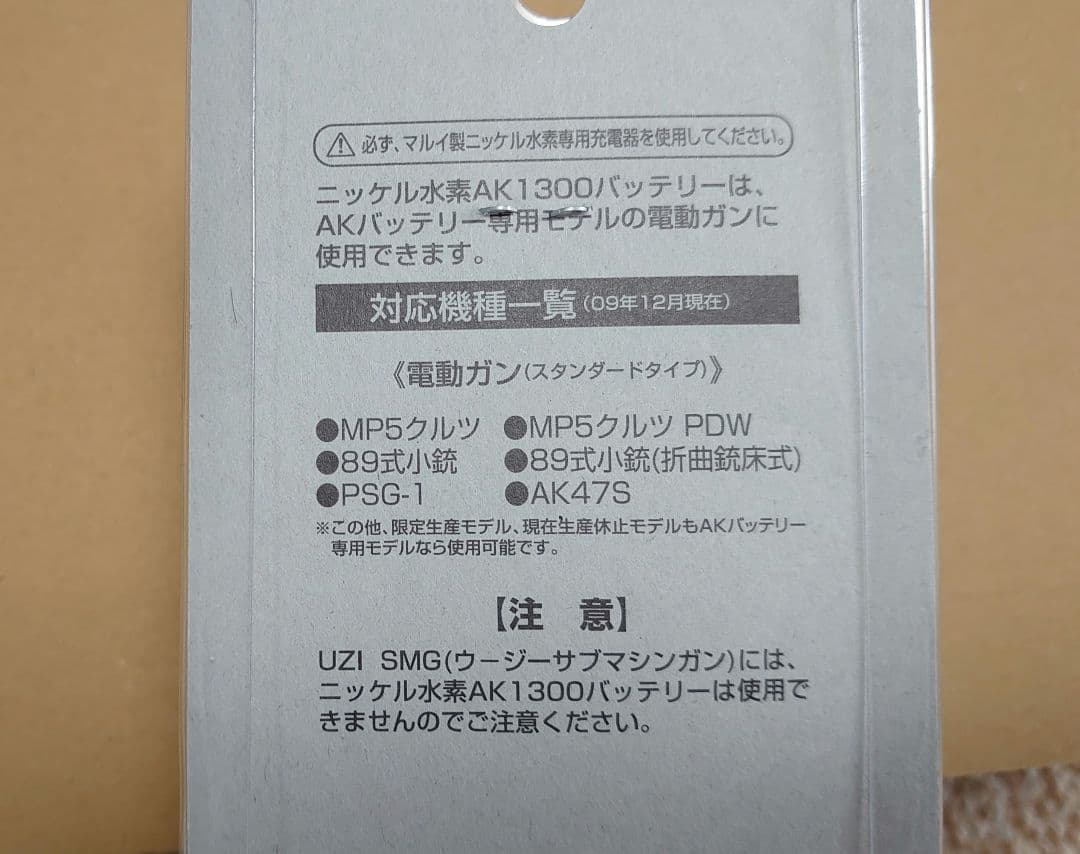 ⚠必ず、マルイ製ニッケル水素専用充電器を使用してください。
ニッケル水素AK1300バッテリーは、
AKバッテリー専用モデルの電動ガンに
使用できます。
対応機種一覧(09年12月現在)
《電動ガン(スタンダードタイプ)》
●MP5クルツ ●MP5クルツ PDW
●89式小銃 ●89式小銃(折曲銃床式)
●PSG-1 ●AK47S
※この他、限定生産モデル、現在生産休止モデルもAKバッテリー
専用モデルなら使用可能です。
【注 意】
UZI SMG(ウージーサブマシンガン)には、
ニッケル水素AK1300バッテリーは使用で
きませんのでご注意ください。